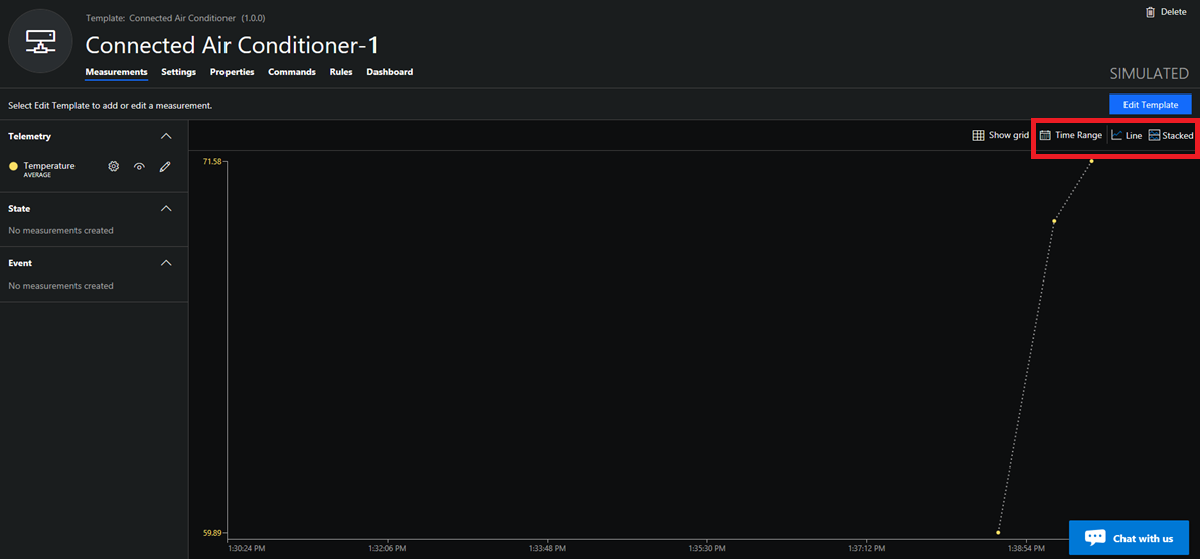 Template: Connected Air Conditioner (1.0.0)
Delete
Connected Air Conditioner-1
Measurements Settings Properties Commands Rules Dashboard
SIMULATED
Select Edit Template to add or edit a measurement.
Edit Template
Telemetry
Show grid Time Range Line Stacked
Temperature
AVERAGE
State
No measurements created
Event
No measurements created
71.58
59.89
1:30:24 PM 1:32:06 PM 1:33:48 PM 1:35:30 PM 1:37:12 PM 1:38:54 PM
Chat with us